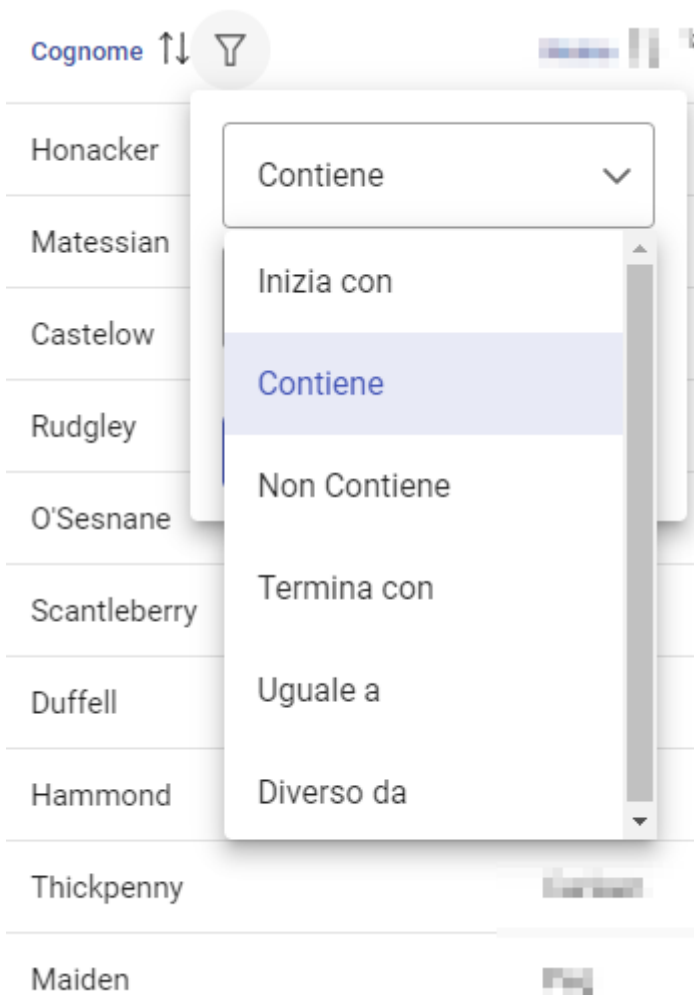 Cognome
Honacker
Matessian
Castelow
Rudgley
O'Sesnane
Scantleberry
Duffell
Hammond
Thickpenny
Maiden
Contiene
Inizia con
Contiene
Non Contiene
Termina con
Uguale a
Diverso da